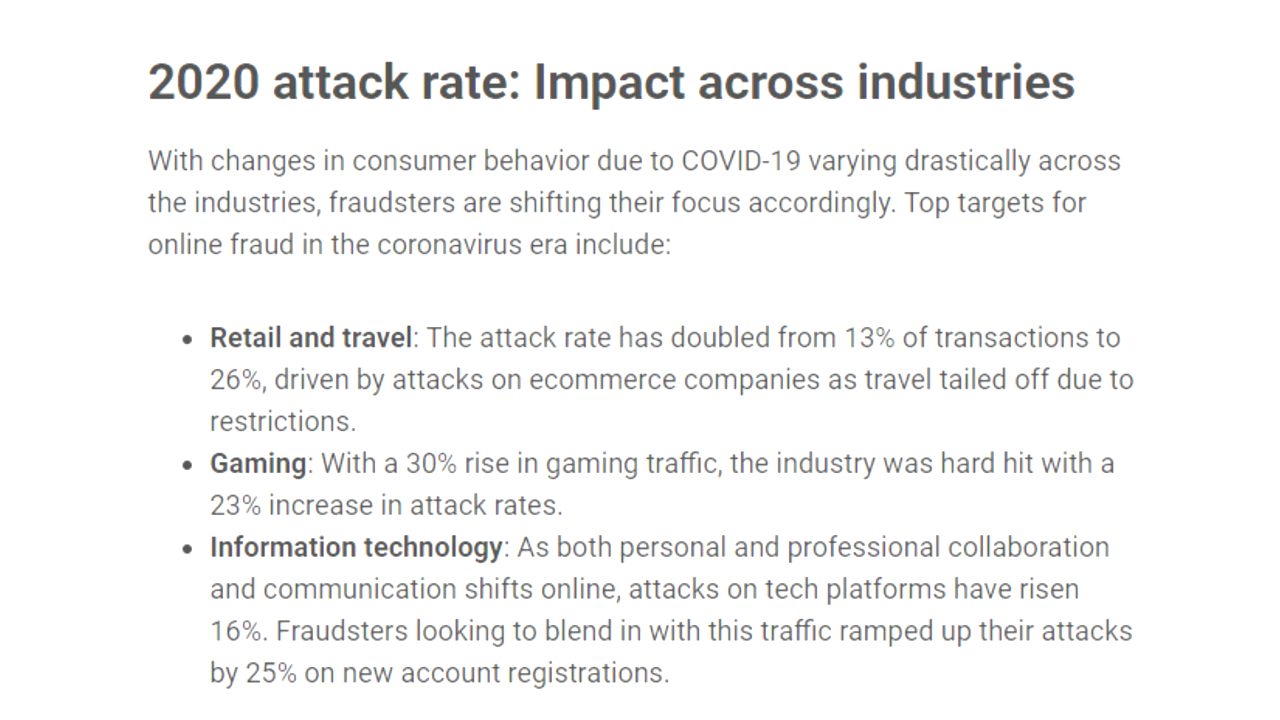 2020 attack rate: Impact across industries
With changes in consumer behavior due to COVID-19 varying drastically across
the industries, fraudsters are shifting their focus accordingly. Top targets for
online fraud in the coronavirus era include:
• Retail and travel: The attack rate has doubled from 13% of transactions to
26%, driven by attacks on ecommerce companies as travel tailed off due to
restrictions.
• Gaming: With a 30% rise in gaming traffic, the industry was hard hit with a
23% increase in attack rates.
• Information technology: As both personal and professional collaboration
and communication shifts online, attacks on tech platforms have risen
16%. Fraudsters looking to blend in with this traffic ramped up their attacks
by 25% on new account registrations.